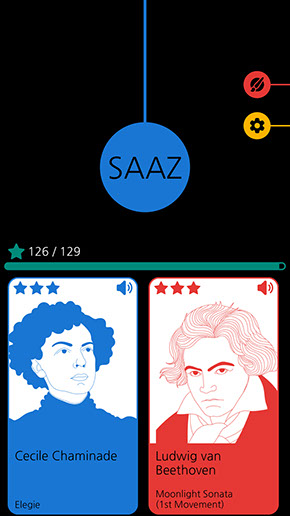 SAAZ
126 / 129
Cecile Chaminade
Elegie
Ludwig van
Beethoven
Moonlight Sonata
(1st Movement)